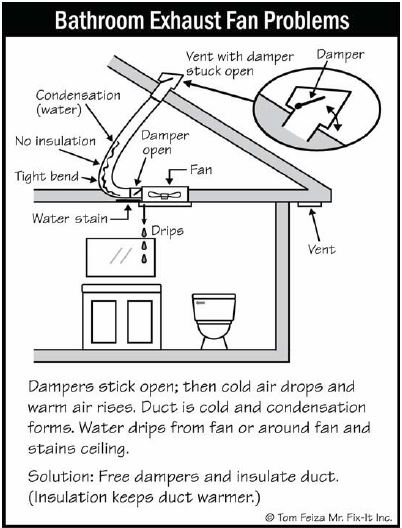 Bathroom Exhaust Fan Problems
Vent with damper
stuck open
Damper
Condensation
(water)
No insulation
Damper
open
Tight bend
Fan
Water stain
Drips
Vent
Dampers stick open; then cold air drops and
warm air rises. Duct is cold and condensation
forms. Water drips from fan or around fan and
stains ceiling.
Solution: Free dampers and insulate duct.
(Insulation keeps duct warmer.)
© Tom Feiza Mr. Fix-It Inc.